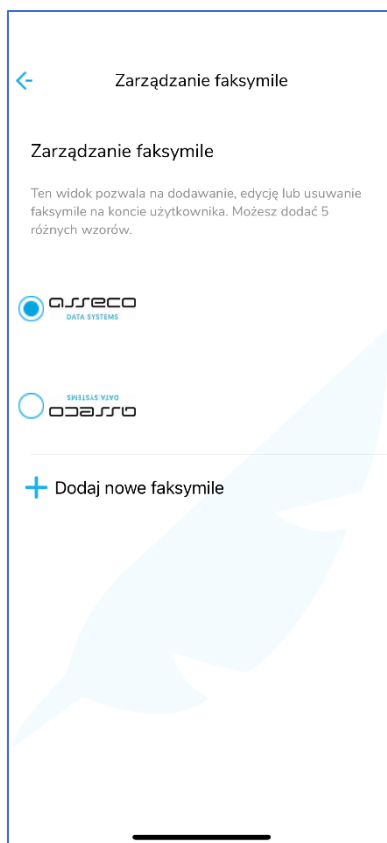 Zarządzanie faksymile
Zarządzanie faksymile
Ten widok pozwala na dodawanie, edycję lub usuwanie
faksymile na koncie użytkownika. Możesz dodać 5
różnych wzorów.
asseco
DATA SYSTEMS
DATA SYSTEMS
asseco
Dodaj nowe faksymile